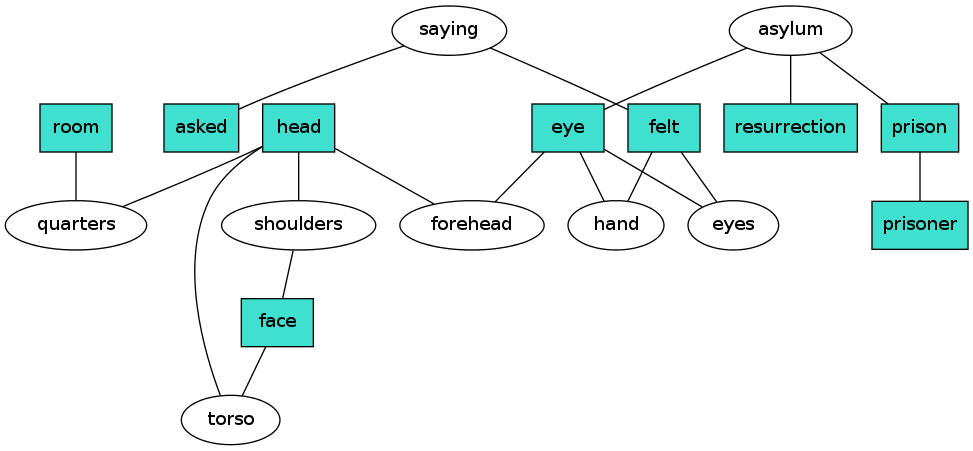 saying asylum
room asked head eye felt resurrection prison
quarters shoulders forehead hand eyes prisoner
face
torso